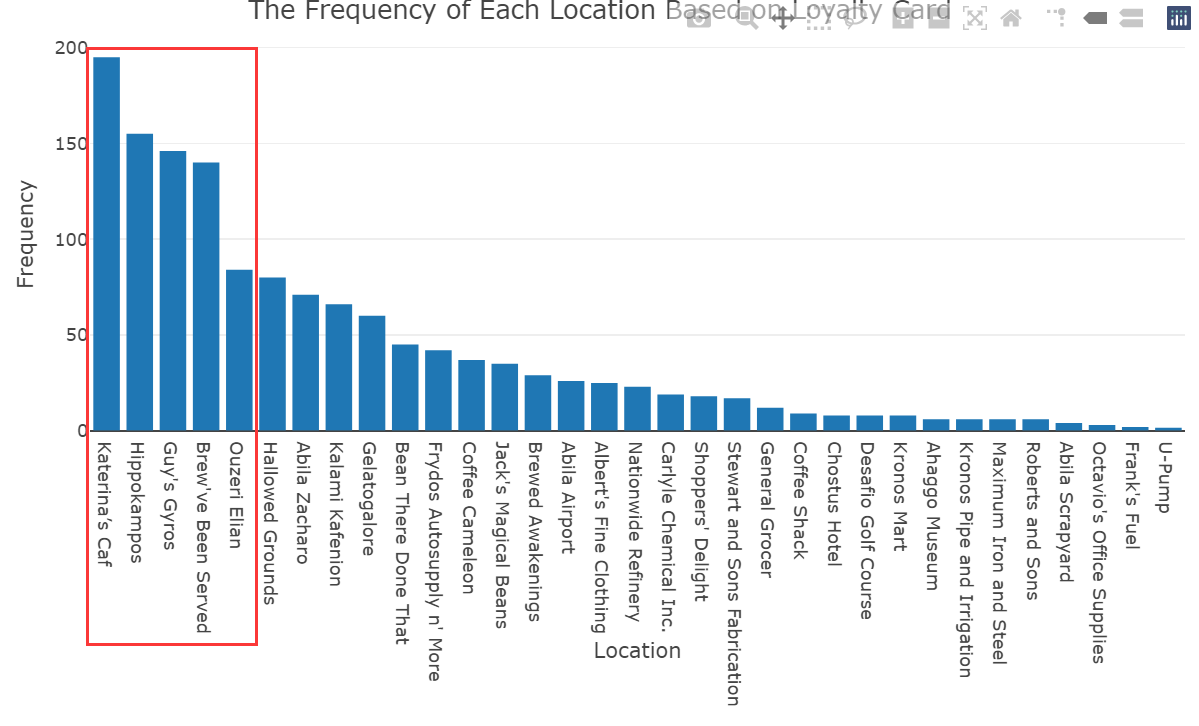 The Frequency of Each Location Based on Loyalty Card
200
150
100
50
0
Frequency
Katerina's Caf
Hippokampos
Guy's Gyros
Brew've Been Served
Ouzeri Elian
Hallowed Grounds
Abila Zacharo
Kalami Kafenion
Gelatogalore
Bean There Done That
Frydos Autosupply n' More
Coffee Cameleon
Jack's Magical Beans
Brewed Awakenings
Abila Airport
Albert's Fine Clothing
Nationwide Refinery
Carlyle Chemical Inc.
Shoppers' Delight
Stewart and Sons Fabrication
General Grocer
Coffee Shack
Chostus Hotel
Desafio Golf Course
Kronos Mart
Ahaggo Museum
Kronos Pipe and Irrigation
Maximum Iron and Steel
Roberts and Sons
Abila Scrapyard
Octavio's Office Supplies
Frank's Fuel
U-Pump
Location